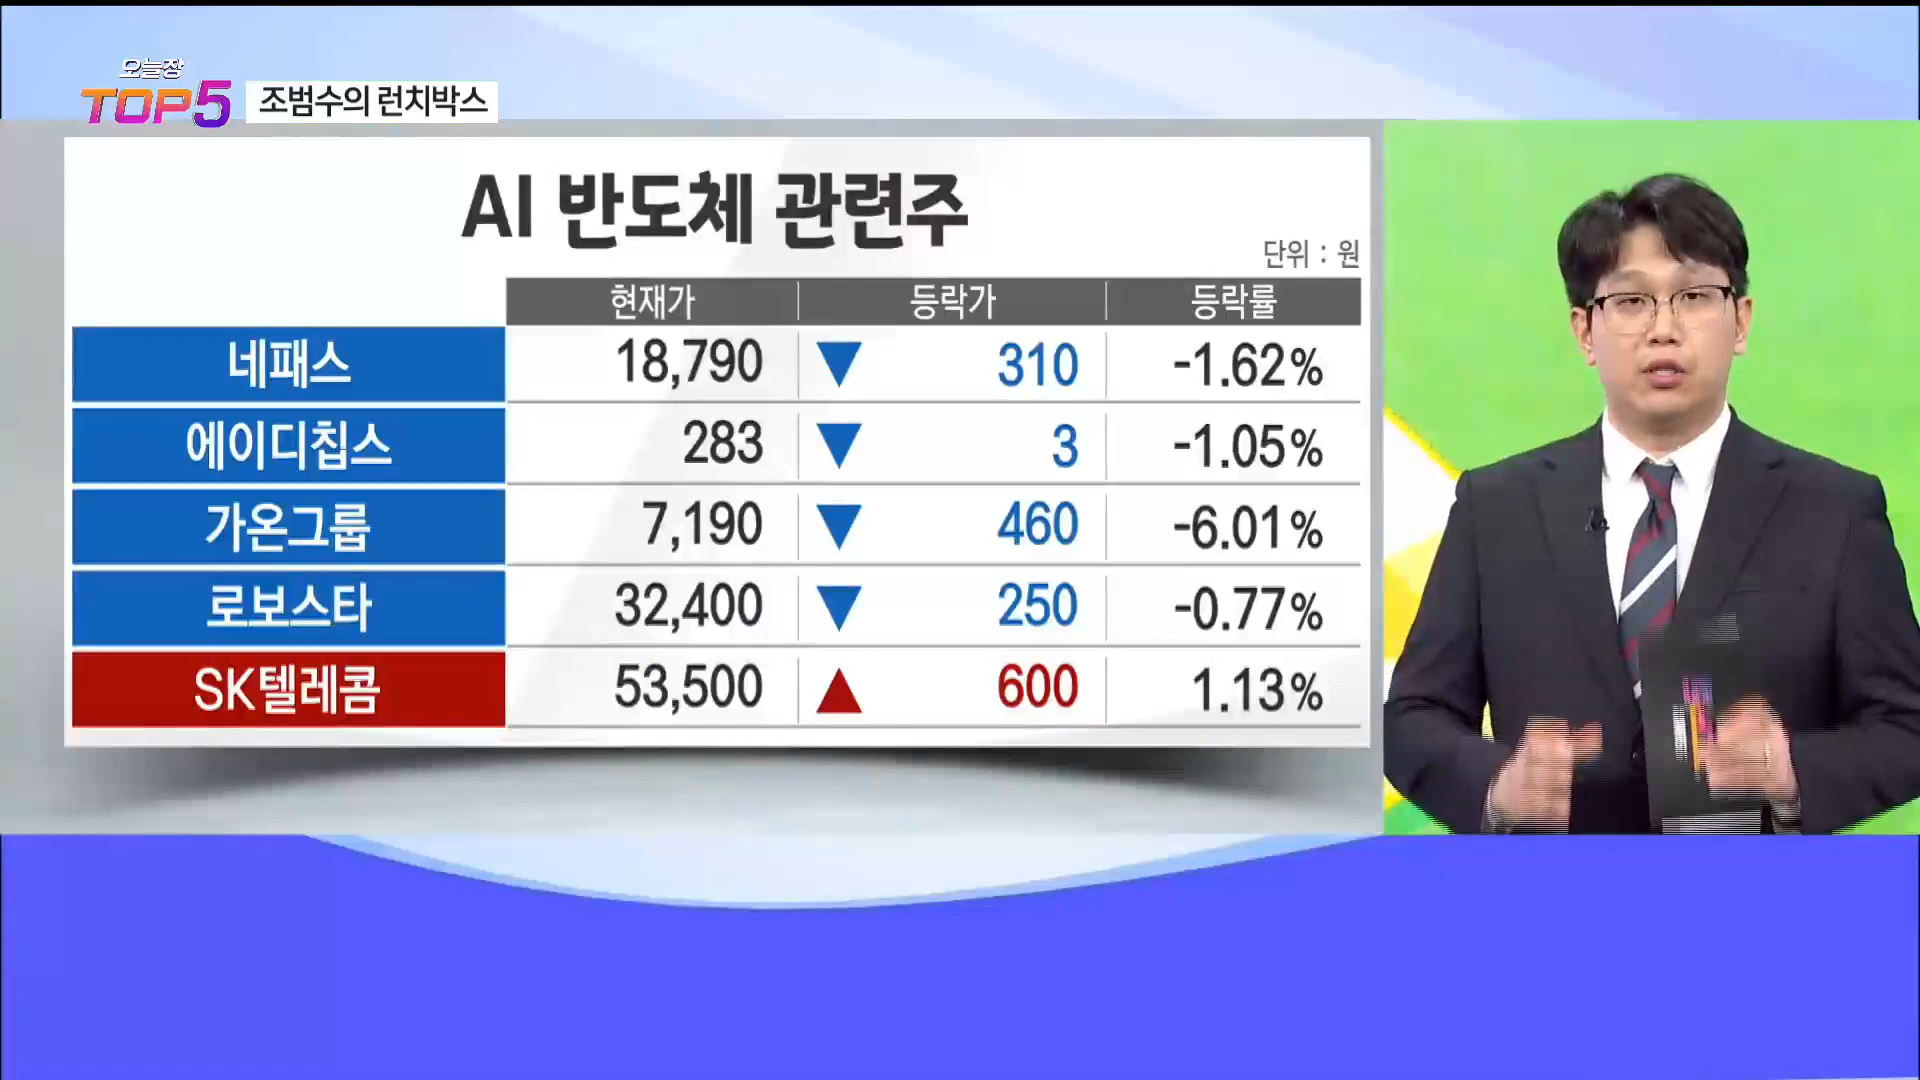 오늘장
TOP5 조범수의 런치박스
AI 반도체 관련주
단위 : 원
현재가 등락가 등락률
네패스 18,790 ▼ 310 -1.62%
에이디칩스 283 ▼ 3 -1.05%
가온그룹 7,190 ▼ 460 -6.01%
로보스타 32,400 ▼ 250 -0.77%
SK텔레콤 53,500 ▲ 600 1.13%